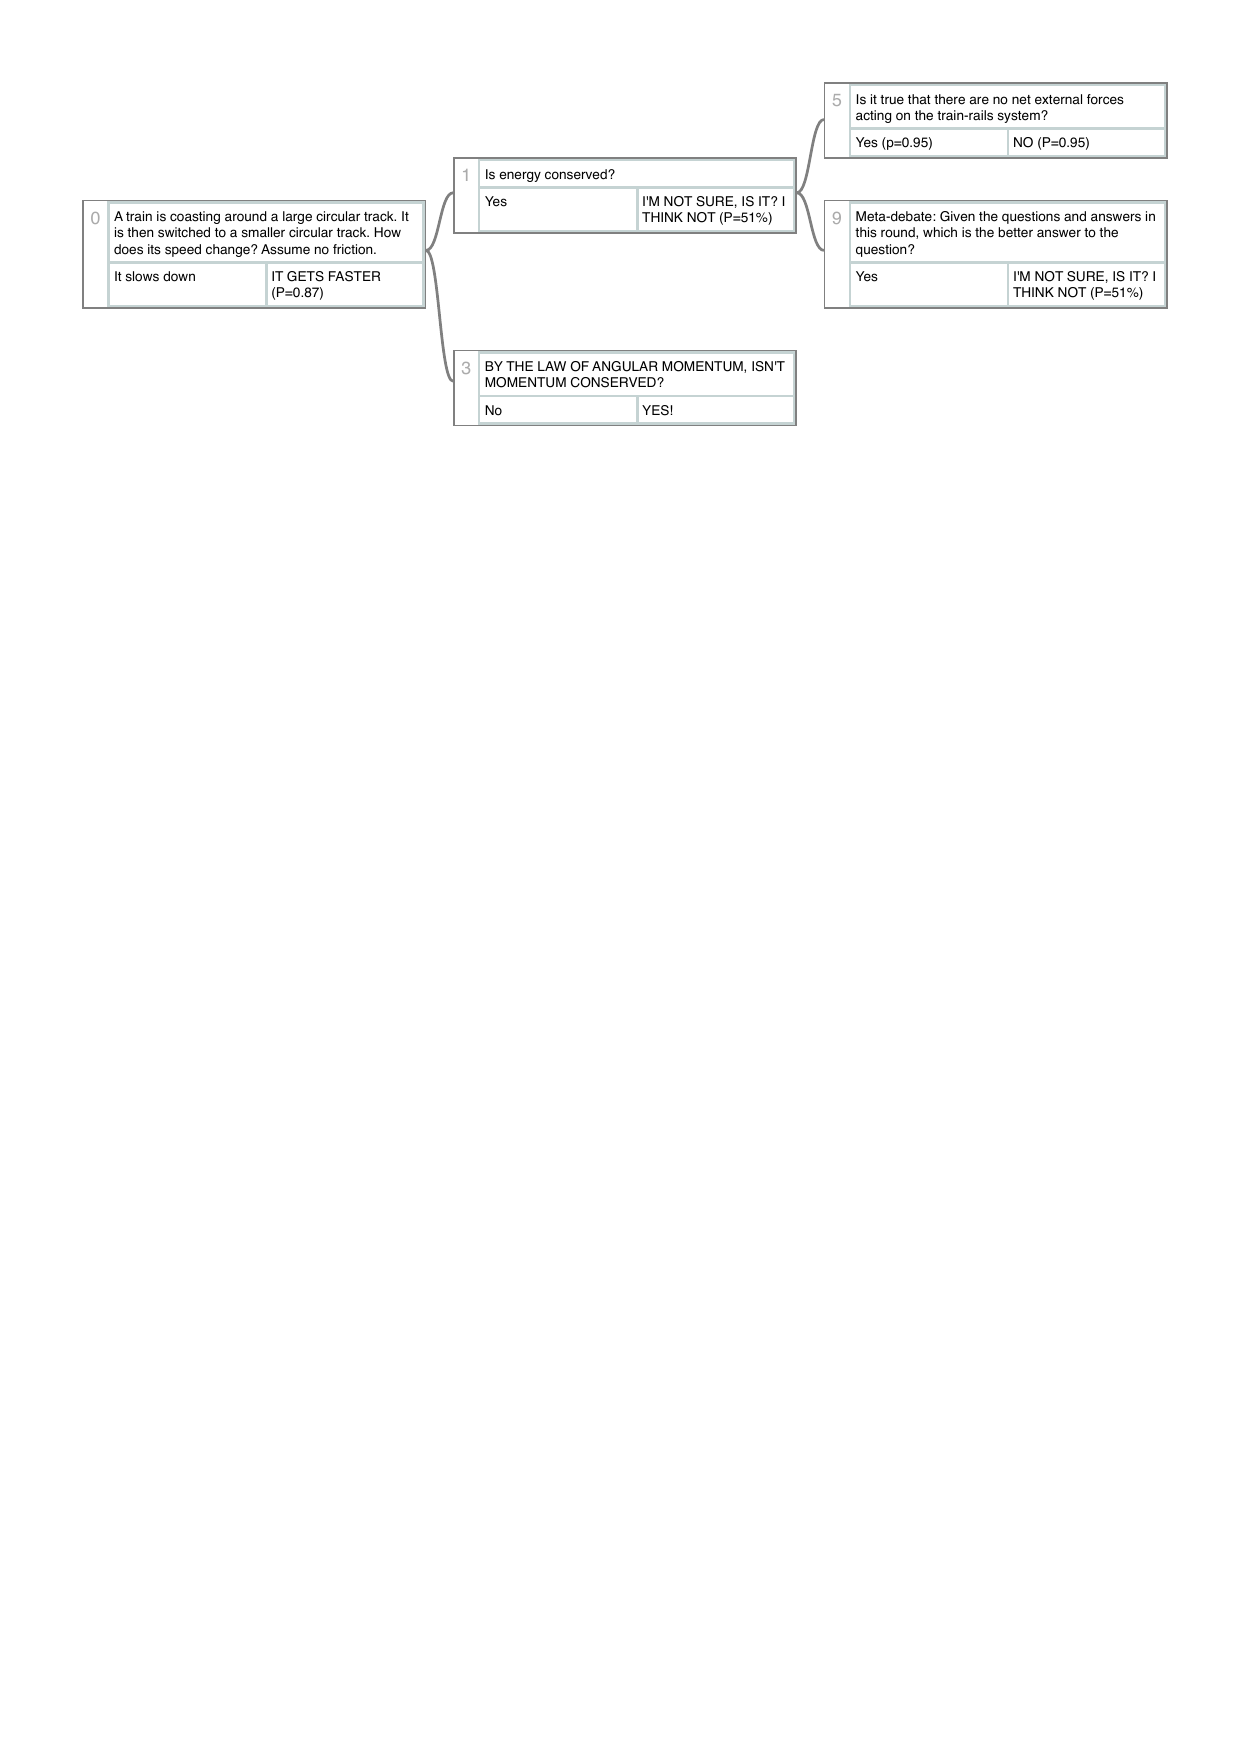 0
A train is coasting around a large circular track. It
is then switched to a smaller circular track. How
does its speed change? Assume no friction.
It slows down
IT GETS FASTER
(P=0.87)
1
Is energy conserved?
Yes
I'M NOT SURE, IS IT? I
THINK NOT (P=51%)
3
BY THE LAW OF ANGULAR MOMENTUM, ISN'T
MOMENTUM CONSERVED?
No
YES!
5
Is it true that there are no net external forces
acting on the train-rails system?
Yes (p=0.95)
NO (P=0.95)
9
Meta-debate: Given the questions and answers in
this round, which is the better answer to the
question?
Yes
I'M NOT SURE, IS IT? I
THINK NOT (P=51%)